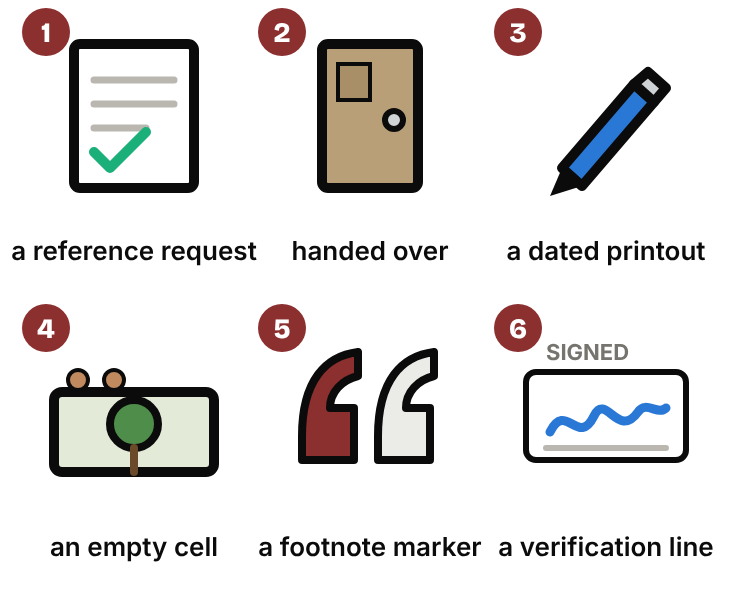 1
2
3
a reference request
handed over
a dated printout
4
5
6
SIGNED
an empty cell
a footnote marker
a verification line